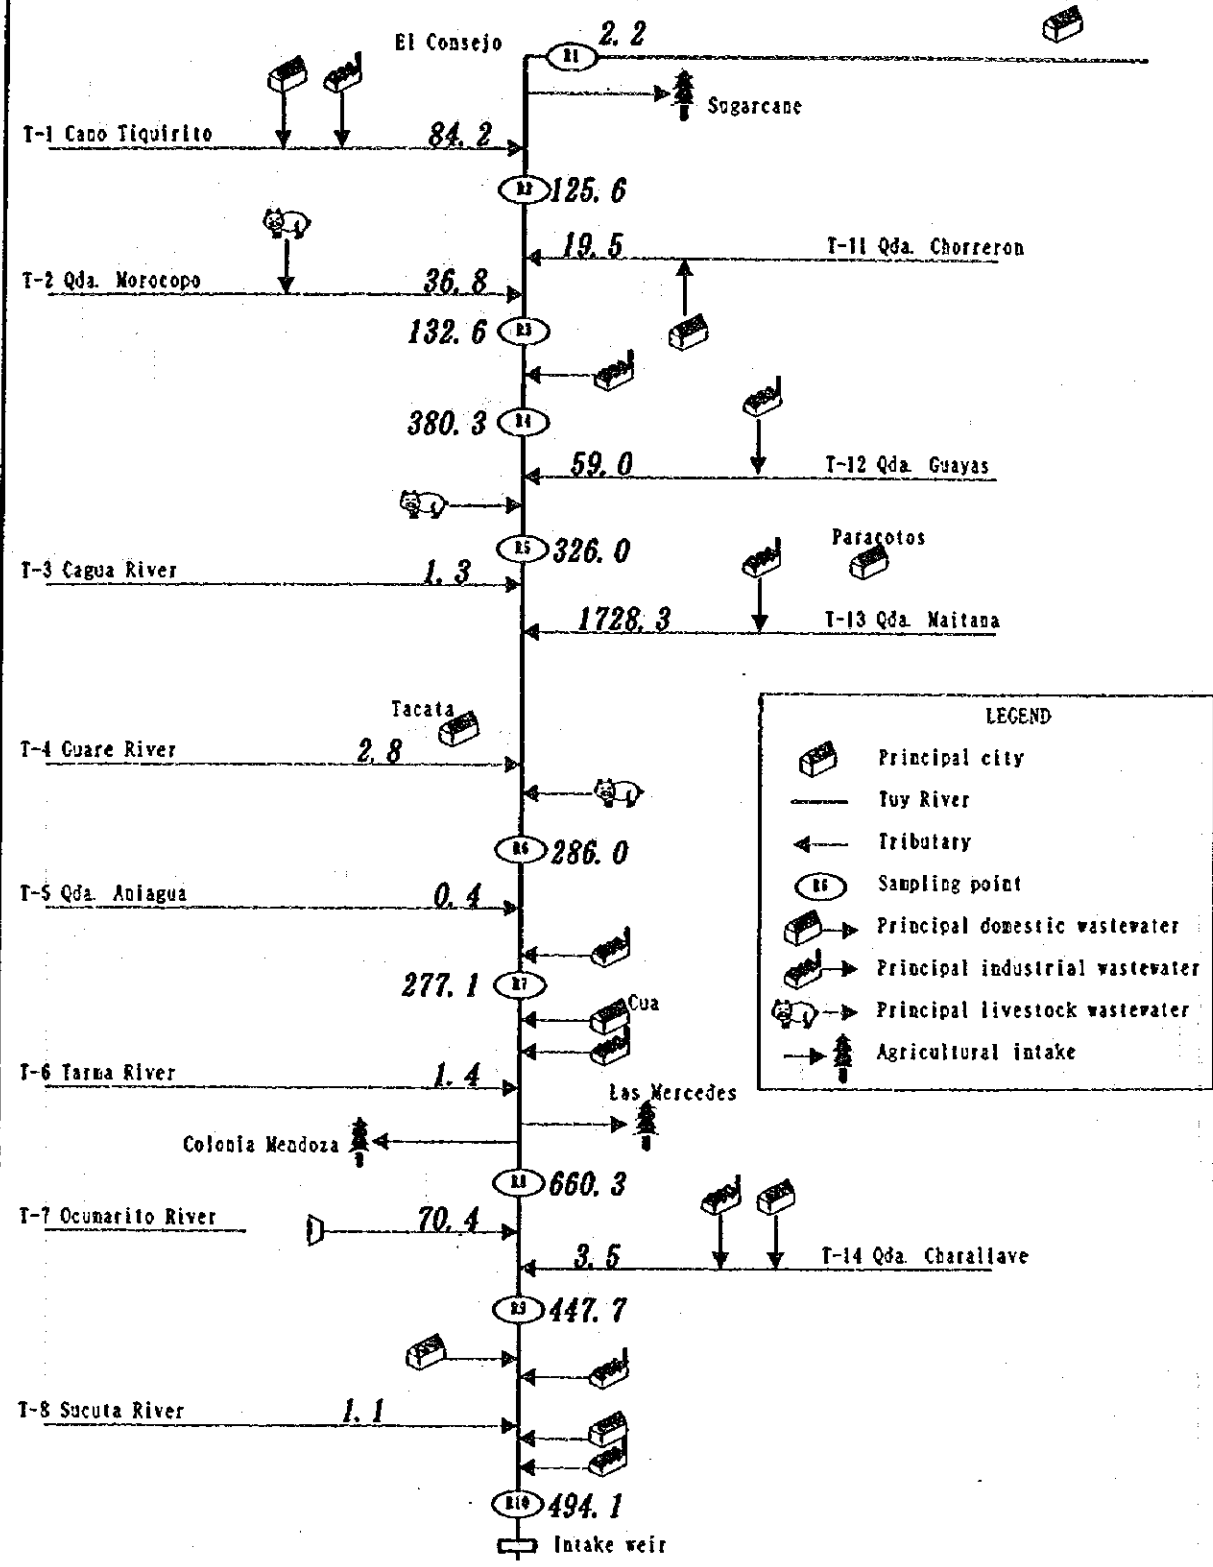 El Consejo
R1
2.2
Sugarcane
T-1 Cano Tiquirito
84.2
R2
125.6
19.5
T-11 Qda. Chorreron
T-2 Qda. Morocopo
36.8
132.6
R3
380.3
R4
59.0
T-12 Qda. Guayas
R5
326.0
Paracotos
T-3 Cagua River
1.3
1728.3
T-13 Qda. Maitana
Tacata
T-4 Guare River
2.8
R6
286.0
T-5 Qda. Aniagua
0.4
277.1
R7
Cua
T-6 Tarma River
1.4
Las Mercedes
Colonia Mendoza
R8
660.3
T-7 Ocumarito River
70.4
3.5
T-14 Qda. Charallave
R9
447.7
T-8 Sucuta River
1.1
R10
494.1
Intake weir
LEGEND
Principal city
Tuy River
Tributary
R6
Sampling point
Principal domestic wastewater
Principal industrial wastewater
Principal livestock wastewater
Agricultural intake